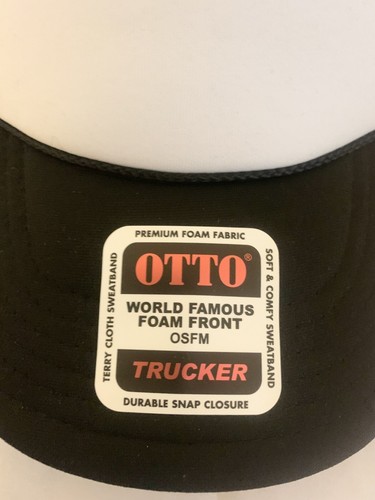 PREMIUM FOAM FABRIC
OTTO®
TERRY CLOTH SWEATBAND
SOFT & COMFY SWEATBAND
WORLD FAMOUS
FOAM FRONT
OSFM
TRUCKER
DURABLE SNAP CLOSURE